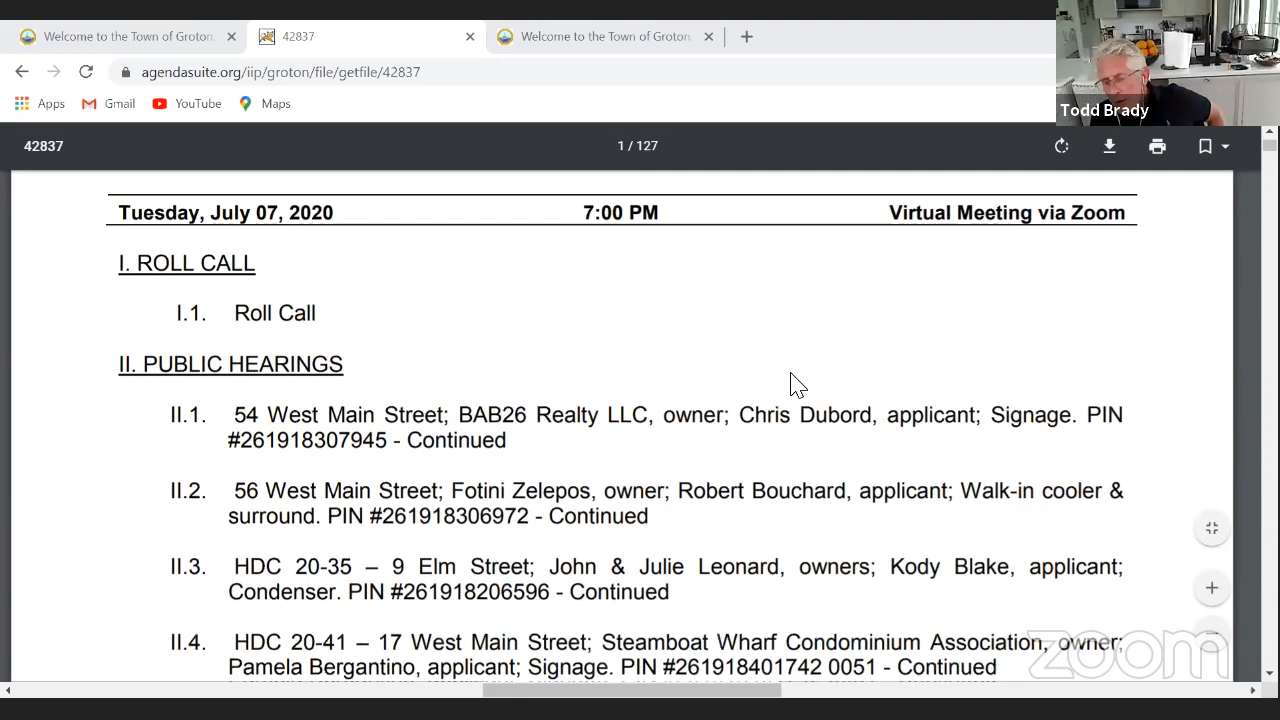 Welcome to the Town of Groton,
42837
Welcome to the Town of Groton,
agendasuite.org/iip/groton/file/getfile/42837
Apps
Gmail
YouTube
Maps
Todd Brady
42837
1 / 127
Tuesday, July 07, 2020 7:00 PM Virtual Meeting via Zoom
I. ROLL CALL
I.1. Roll Call
II. PUBLIC HEARINGS
II.1. 54 West Main Street; BAB26 Realty LLC, owner; Chris Dubord, applicant; Signage. PIN
#261918307945 - Continued
II.2. 56 West Main Street; Fotini Zelepos, owner; Robert Bouchard, applicant; Walk-in cooler &
surround. PIN #261918306972 - Continued
II.3. HDC 20-35 – 9 Elm Street; John & Julie Leonard, owners; Kody Blake, applicant;
Condenser. PIN #261918206596 - Continued
II.4. HDC 20-41 – 17 West Main Street; Steamboat Wharf Condominium Association, owner;
Pamela Bergantino, applicant; Signage. PIN #261918401742 0051 - Continued
zoom